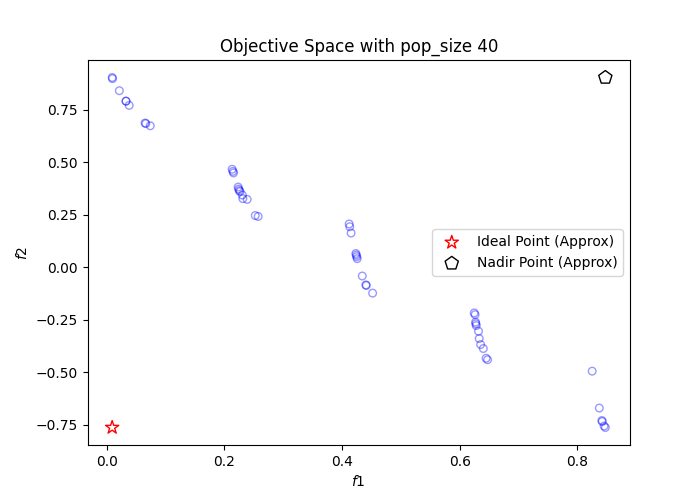 Objective Space with pop_size 40
f2
0.75
0.50
0.25
0.00
−0.25
−0.50
−0.75
Ideal Point (Approx)
Nadir Point (Approx)
0.0 0.2 0.4 0.6 0.8
f1